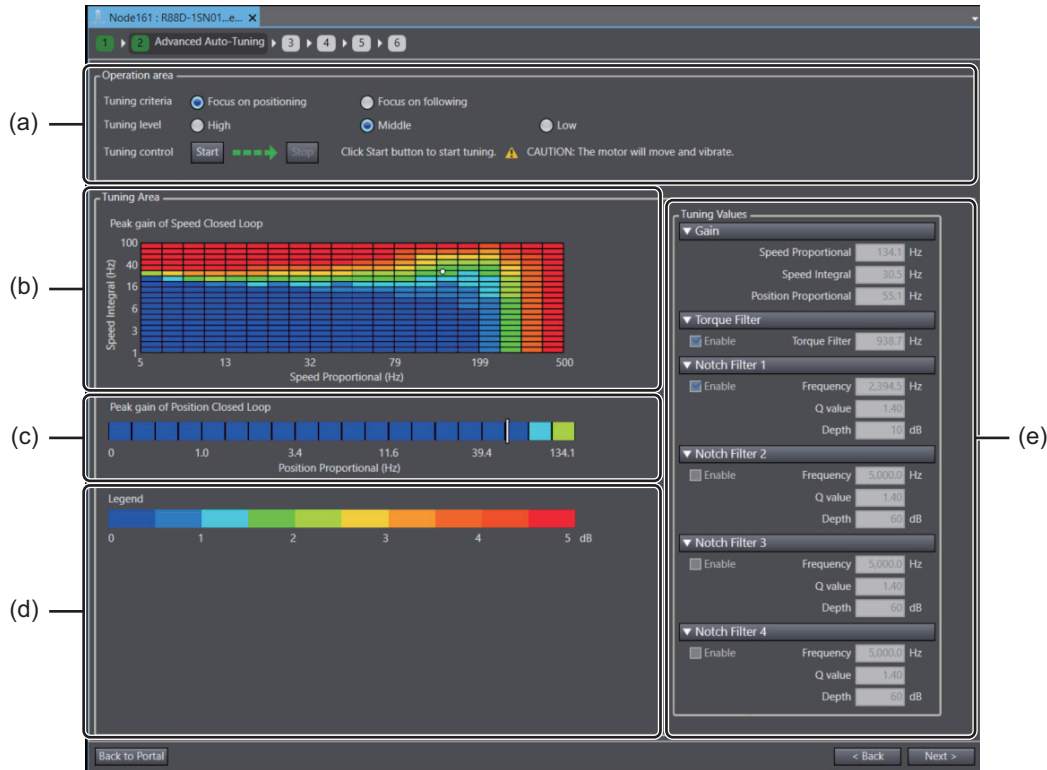 Node161 : R88D-1SN01...e... X
1 2 Advanced Auto-Tuning 3 4 5 6
(a)
Operation area
Tuning criteria Focus on positioning Focus on following
Tuning level High Middle Low
Tuning control Start Stop Click Start button to start tuning. CAUTION: The motor will move and vibrate.
(b)
Tuning Area
Peak gain of Speed Closed Loop
Speed Integral (Hz)
100
40
16
6
3
1
5 13 32 79 199 500
Speed Proportional (Hz)
(c)
Peak gain of Position Closed Loop
0 1.0 3.4 11.6 39.4 134.1
Position Proportional (Hz)
(d)
Legend
0 1 2 3 4 5 dB
(e)
Tuning Values
▼ Gain
Speed Proportional 134.1 Hz
Speed Integral 30.5 Hz
Position Proportional 55.1 Hz
▼ Torque Filter
Enable Torque Filter 938.7 Hz
▼ Notch Filter 1
Enable Frequency 2,394.5 Hz
Q value 1.40
Depth 10 dB
▼ Notch Filter 2
Enable Frequency 5,000.0 Hz
Q value 1.40
Depth 60 dB
▼ Notch Filter 3
Enable Frequency 5,000.0 Hz
Q value 1.40
Depth 60 dB
▼ Notch Filter 4
Enable Frequency 5,000.0 Hz
Q value 1.40
Depth 60 dB
Back to Portal < Back Next >